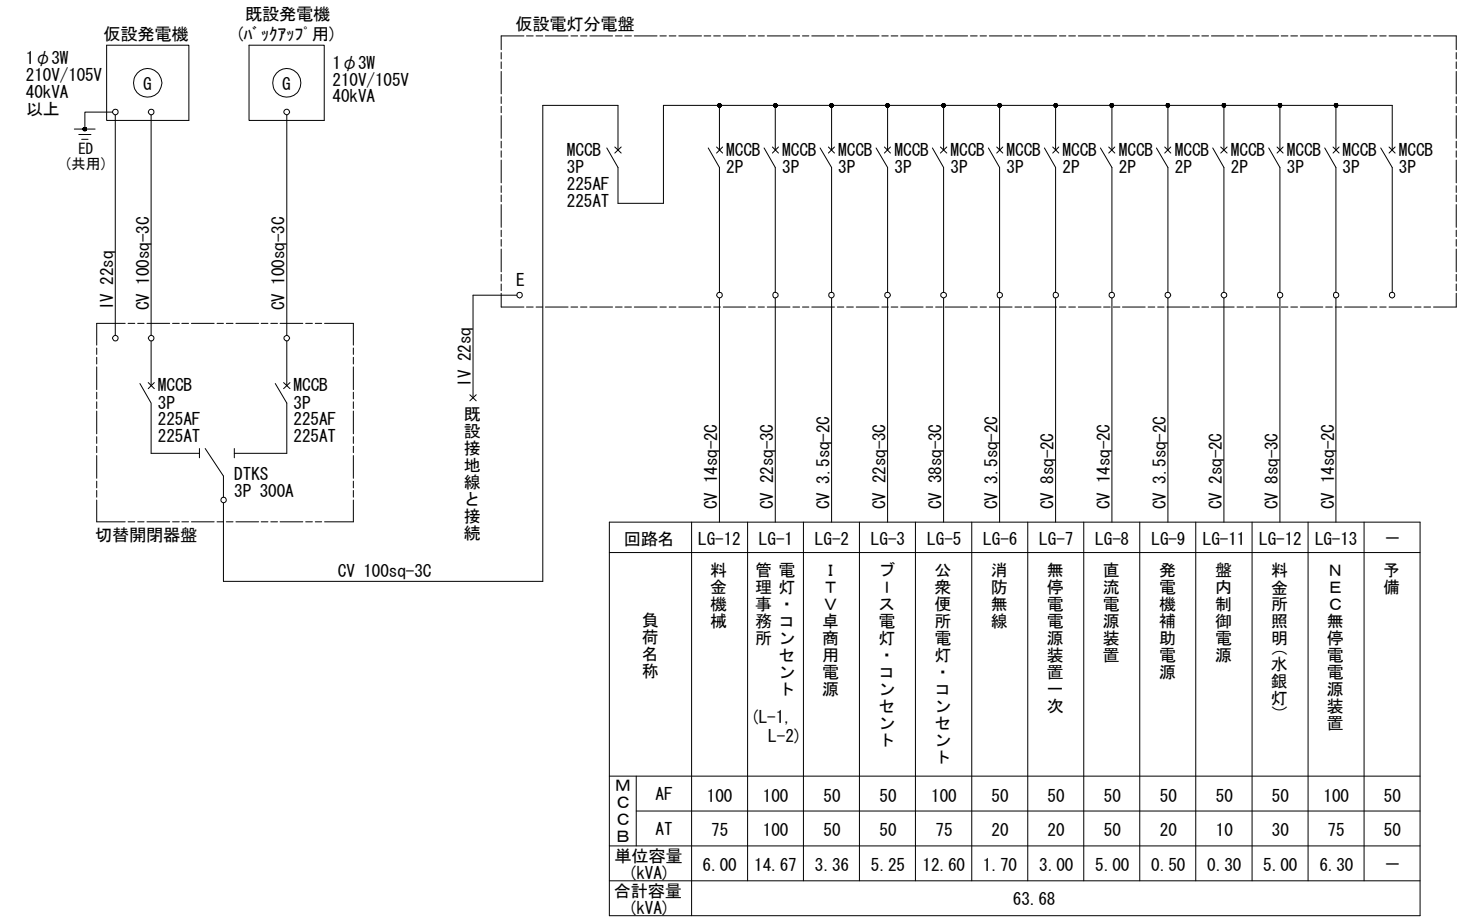 仮設発電機
既設発電機
(ﾊﾞｯｸｱｯﾌﾟ用)
1φ3W
210V/105V
40kVA
以上
G
ED
(共用)
G
1φ3W
210V/105V
40kVA
IV 22sq
CV 100sq-3C
CV 100sq-3C
MCCB
3P
225AF
225AT
MCCB
3P
225AF
225AT
DTKS
3P 300A
切替開閉器盤
CV 100sq-3C
仮設電灯分電盤
MCCB
3P
225AF
225AT
MCCB
2P
MCCB
3P
MCCB
3P
MCCB
3P
MCCB
3P
MCCB
3P
MCCB
2P
MCCB
2P
MCCB
2P
MCCB
2P
MCCB
3P
MCCB
3P
MCCB
3P
E
IV 22sq
既設接地線と接続
CV 14sq-2C
CV 22sq-3C
CV 3.5sq-2C
CV 22sq-3C
CV 38sq-3C
CV 3.5sq-2C
CV 8sq-2C
CV 14sq-2C
CV 3.5sq-2C
CV 2sq-2C
CV 8sq-3C
CV 14sq-2C
回路名 LG-12 LG-1 LG-2 LG-3 LG-5 LG-6 LG-7 LG-8 LG-9 LG-11 LG-12 LG-13 －
負荷名称
料金機械
電灯・コンセント
管理事務所
(L-1,
L-2)
ITV卓商用電源
ブース電灯・コンセント
公衆便所電灯・コンセント
消防無線
無停電電源装置一次
直流電源装置
発電機補助電源
盤内制御電源
料金所照明(水銀灯)
NEC無停電電源装置
予備
MCCB
AF 100 100 50 50 100 50 50 50 50 50 50 100 50
AT 75 100 50 50 75 20 20 50 20 10 30 75 50
単位容量
(kVA)
6.00 14.67 3.36 5.25 12.60 1.70 3.00 5.00 0.50 0.30 5.00 6.30 －
合計容量
(kVA)
63.68